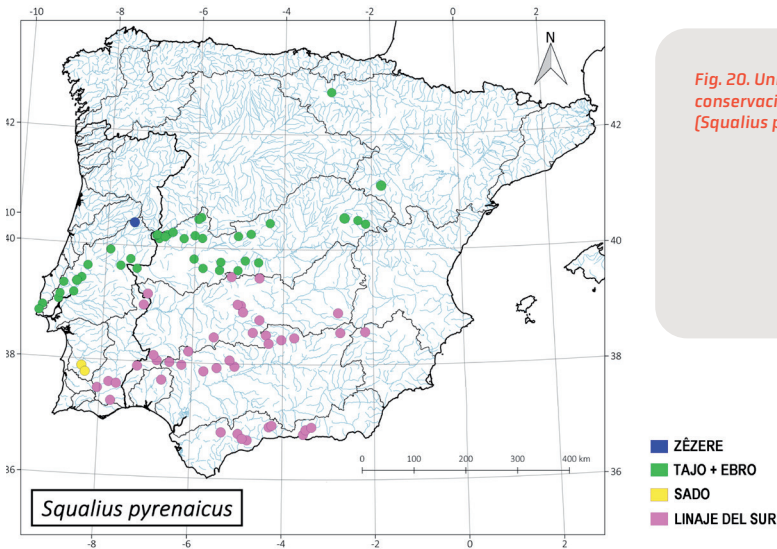 -10 -8 -6 -4 -2 0 2
N
Fig. 20. Un
conservaci
(Squalius p
42 42
10
40 40
38 38
36 36
0 100 200 300 400 km
Squalius pyrenaicus
-8 -6 -4 -2 0 2
ZÊZERE
TAJO + EBRO
SADO
LINAJE DEL SUR